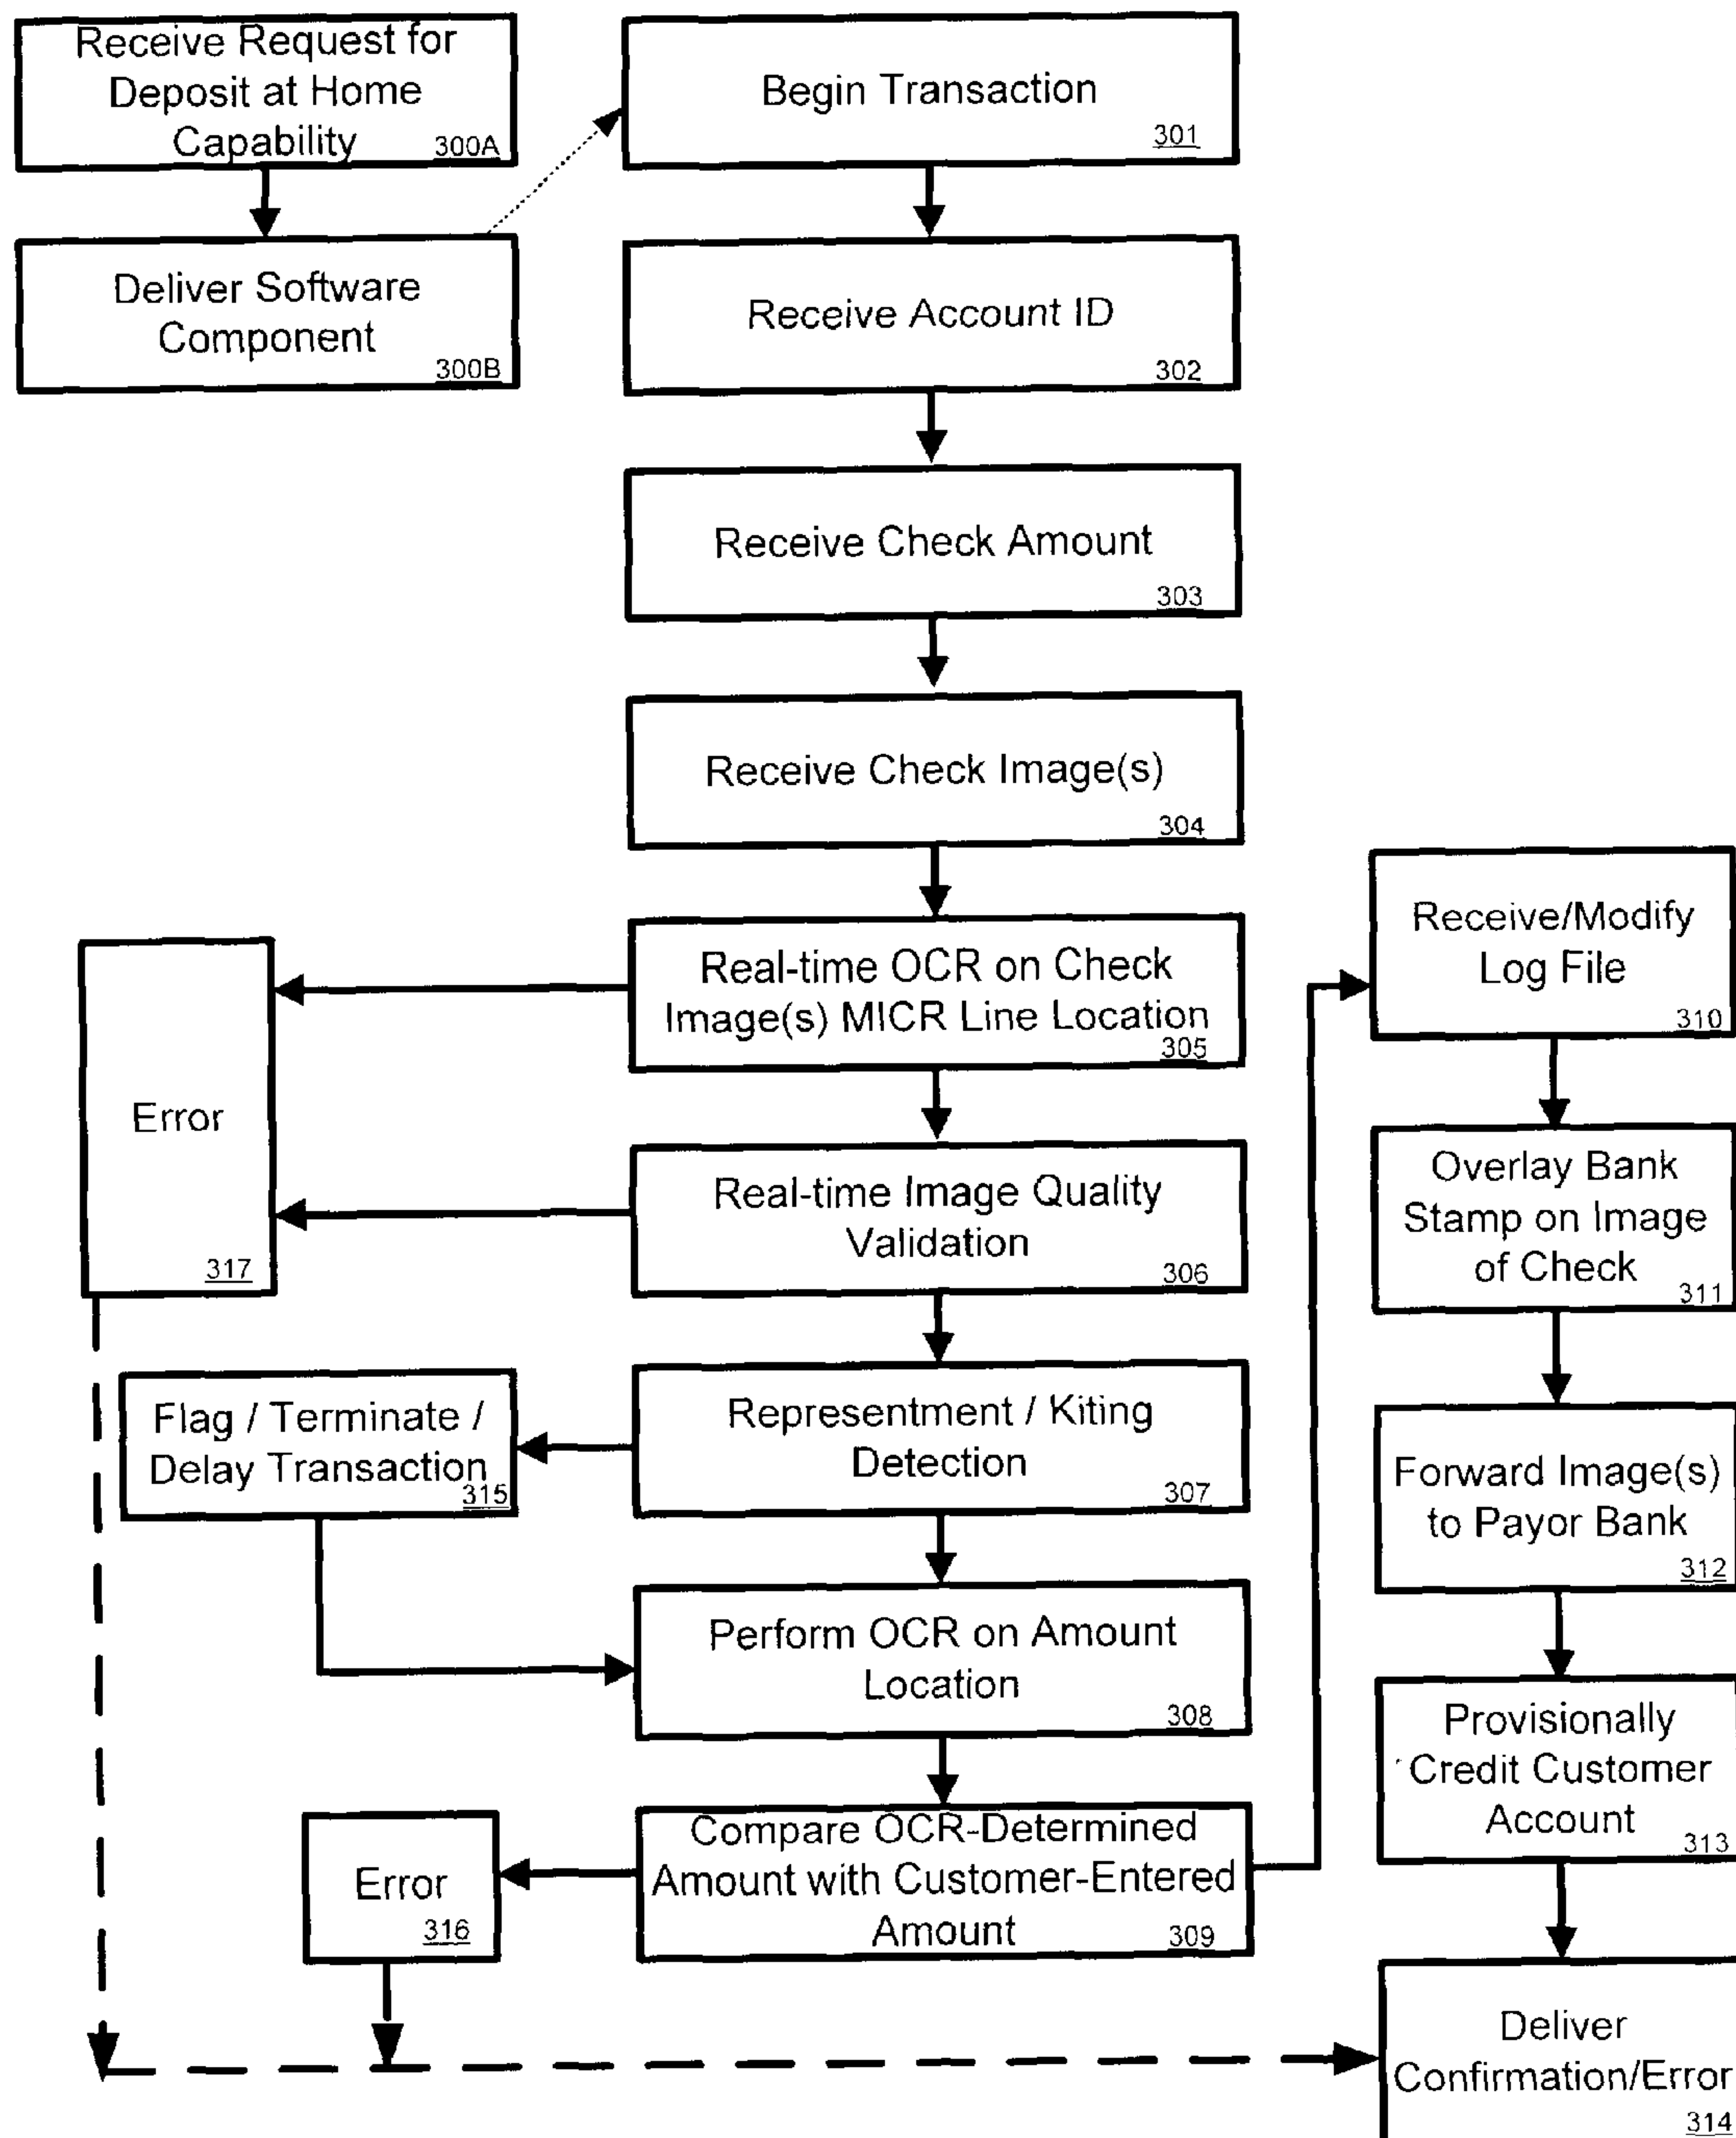 Receive Request for
Deposit at Home
Capability
300A
Deliver Software
Component
300B
Begin Transaction
301
Receive Account ID
302
Receive Check Amount
303
Receive Check Image(s)
304
Real-time OCR on Check
Image(s) MICR Line Location
305
Real-time Image Quality
Validation
306
Error
317
Representment / Kiting
Detection
307
Flag / Terminate /
Delay Transaction
315
Perform OCR on Amount
Location
308
Compare OCR-Determined
Amount with Customer-Entered
Amount
309
Error
316
Receive/Modify
Log File
310
Overlay Bank
Stamp on Image
of Check
311
Forward Image(s)
to Payor Bank
312
Provisionally
Credit Customer
Account
313
Deliver
Confirmation/Error
314